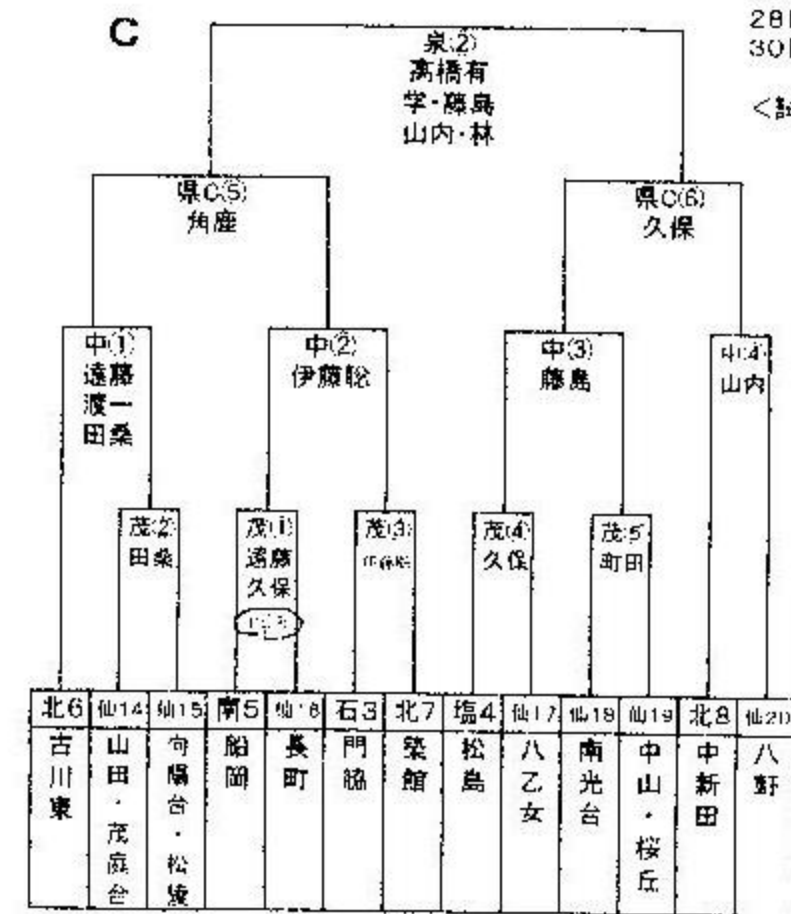 C
28
30
泉(2)
高橋有
学・藤島
山内・林
県C(5)
角鹿
県C(6)
久保
中(1)
遠藤
渡一
田桑
中(2)
伊藤聡
中(3)
藤島
中(4)
山内
茂(2)
田桑
茂(1)
遠藤
久保
茂(3)
茂(4)
久保
茂(5)
町田
北6 仙14 仙15 南5 仙16 石3 北7 塩4 仙17 仙18 仙19 北8 仙20
古川東
山田・茂庭台
向陽台・松陵
船岡
長町
門脇
築館
松島
八乙女
南光台
中山・桜丘
中新田
八軒